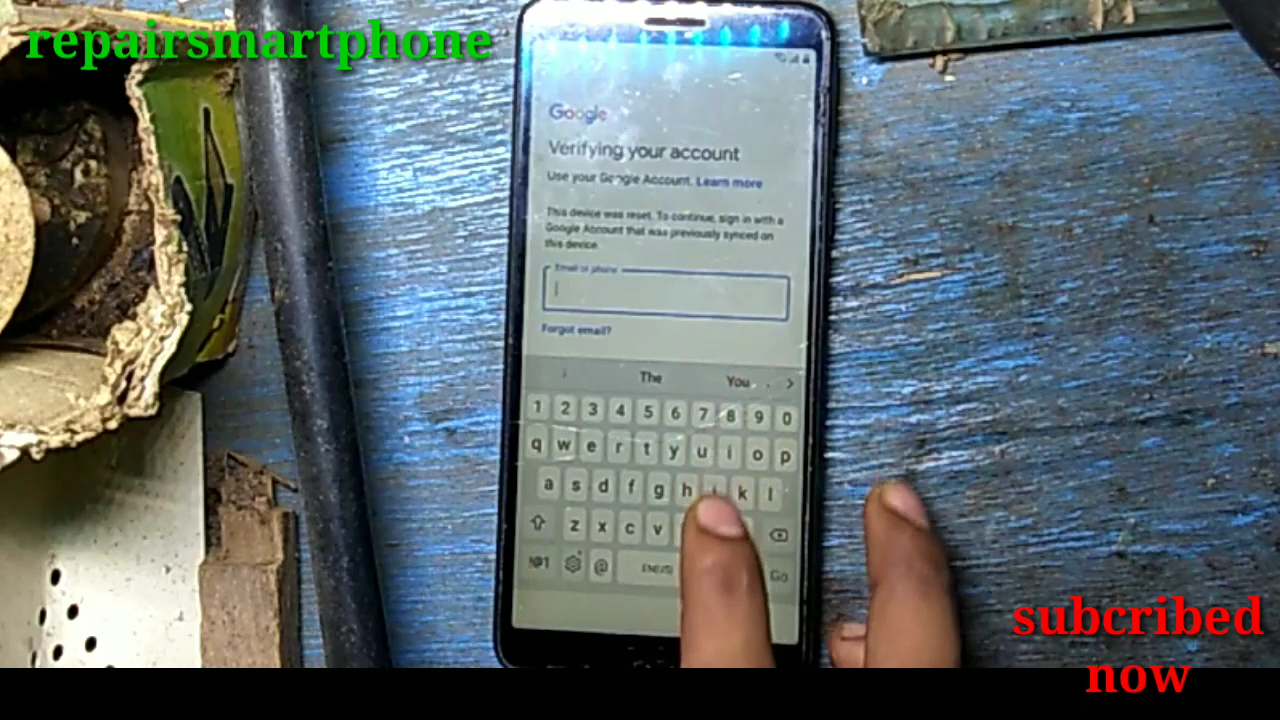 repairsmartphone
Google
Verifying your account
Use your Google Account. Learn more
This device was reset. To continue, sign in with a
Google Account that was previously synced on
this device.
Email or phone
Forgot email?
The You
1 2 3 4 5 6 7 8 9 0
q w e r t y u i o p
a s d f g h j k l
z x c v
!@1 @ EN(US) Go
subcribed
now